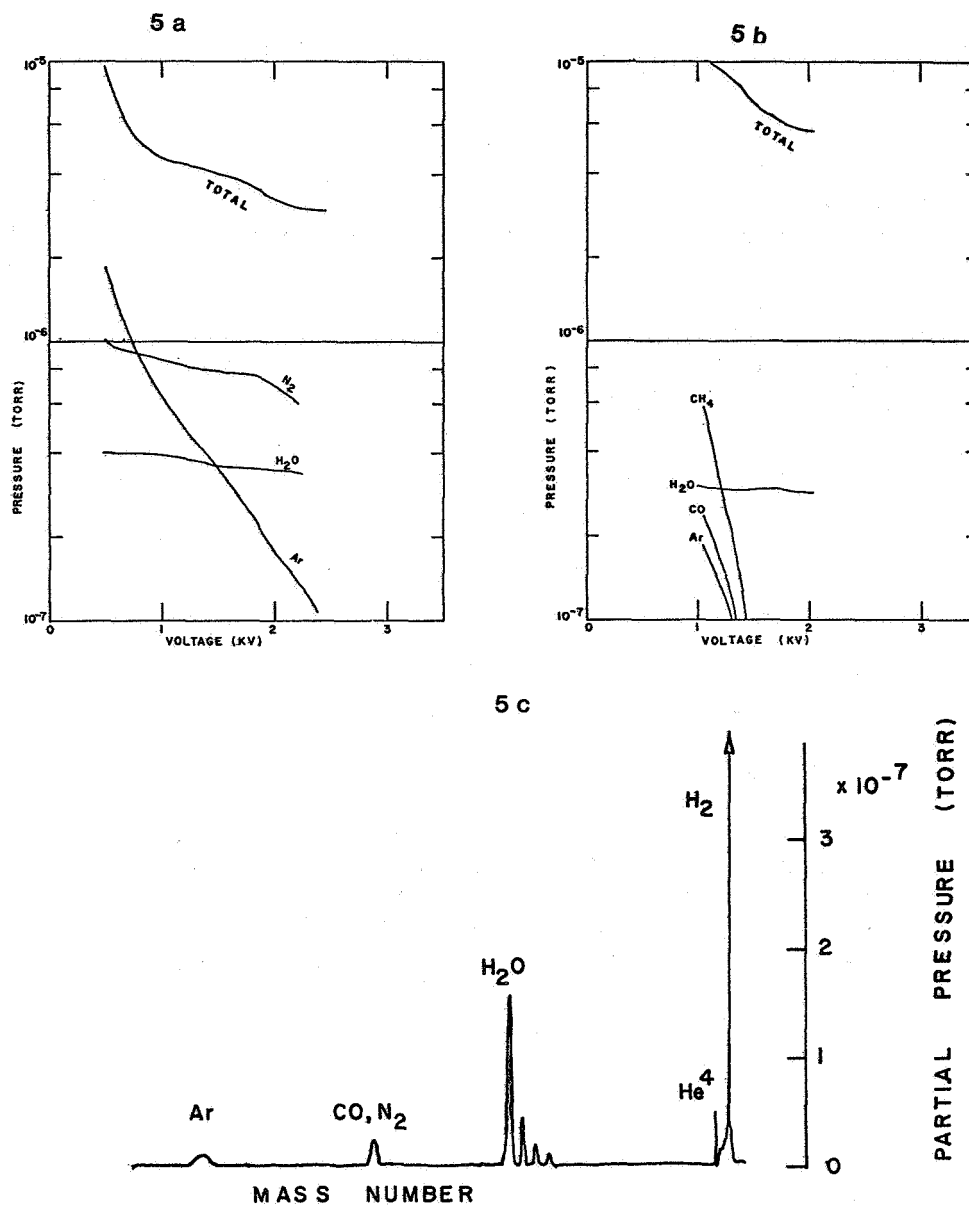 5 a
10-5
TOTAL
10-6
N2
H2O
Ar
10-7
PRESSURE (TORR)
0 1 2 3
VOLTAGE (KV)
5 b
10-5
TOTAL
10-6
CH4
H2O
CO
Ar
10-7
PRESSURE (TORR)
0 1 2 3
VOLTAGE (KV)
5 c
H2
x 10-7
3
2
H2O
1
He4
Ar
CO, N2
0
MASS NUMBER
PARTIAL PRESSURE (TORR)